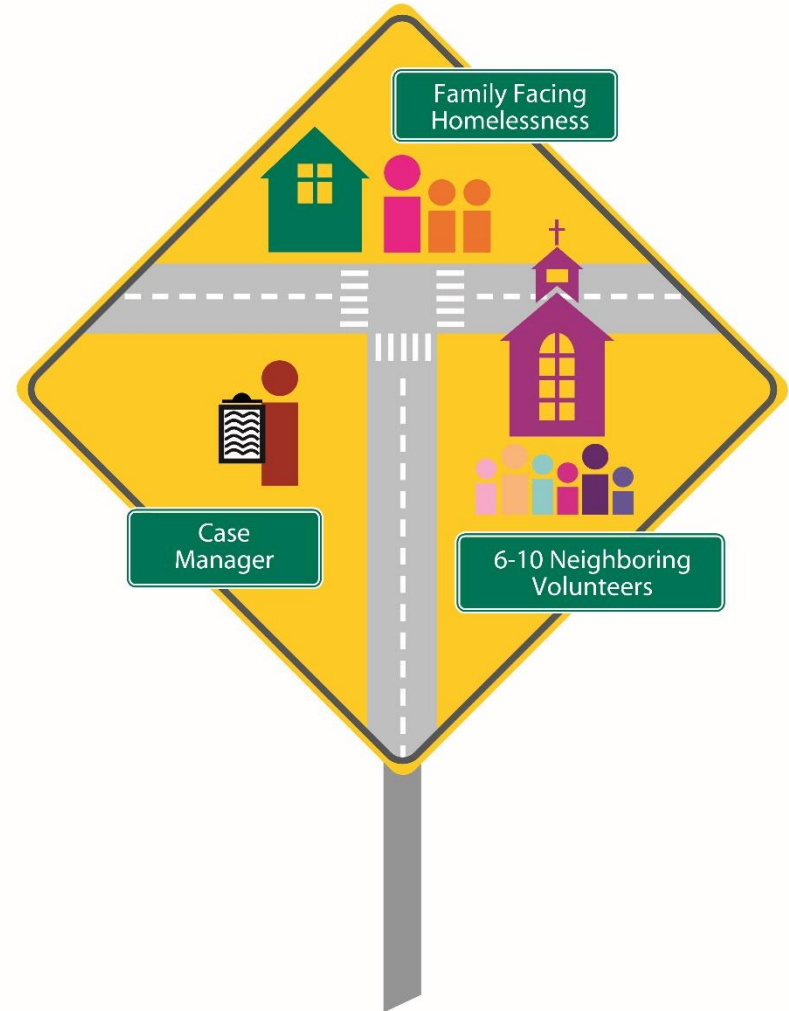 Family Facing
Homelessness
Case
Manager
6-10 Neighboring
Volunteers